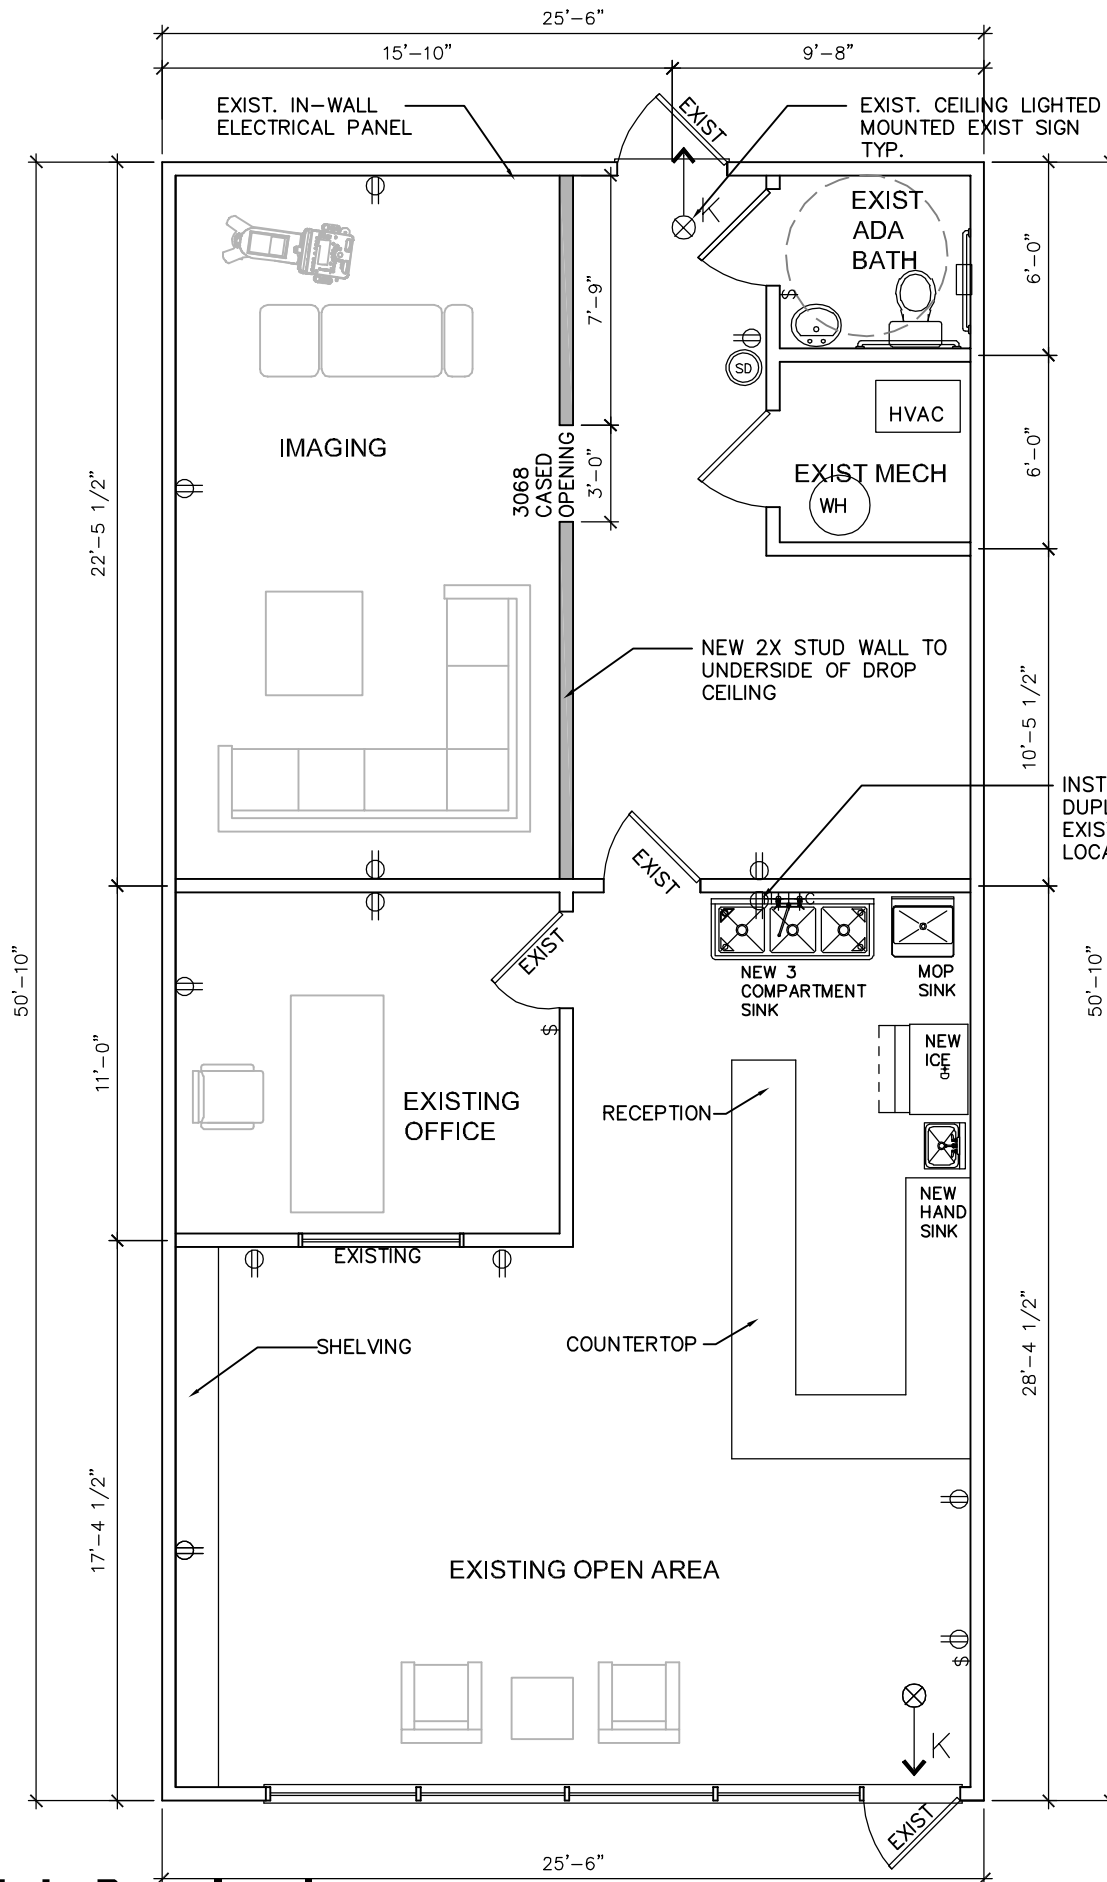 25'-6"
15'-10"
9'-8"
EXIST. IN-WALL
ELECTRICAL PANEL
EXIST
EXIST. CEILING LIGHTED
MOUNTED EXIST SIGN
TYP.
K
EXIST
ADA
BATH
6'-0"
7'-9"
$
SD
HVAC
IMAGING
3068
CASED
OPENING
3'-0"
EXIST MECH
6'-0"
WH
22'-5 1/2"
NEW 2X STUD WALL TO
UNDERSIDE OF DROP
CEILING
10'-5 1/2"
EXIST
NEW 3
COMPARTMENT
SINK
MOP
SINK
EXIST
50'-10"
50'-10"
$
11'-0"
NEW
ICE
EXISTING
OFFICE
RECEPTION
NEW
HAND
SINK
EXISTING
SHELVING
COUNTERTOP
28'-4 1/2"
17'-4 1/2"
EXISTING OPEN AREA
$
K
EXIST
25'-6"